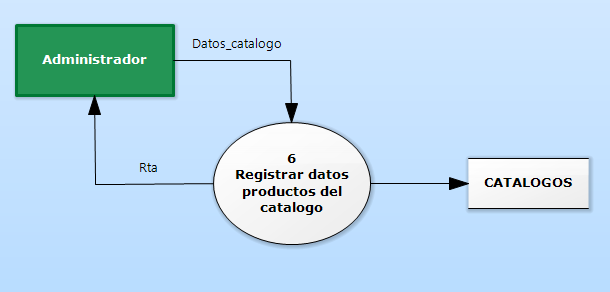 Administrador
Datos_catalogo
6
Registrar datos
productos del
catalogo
Rta
CATALOGOS